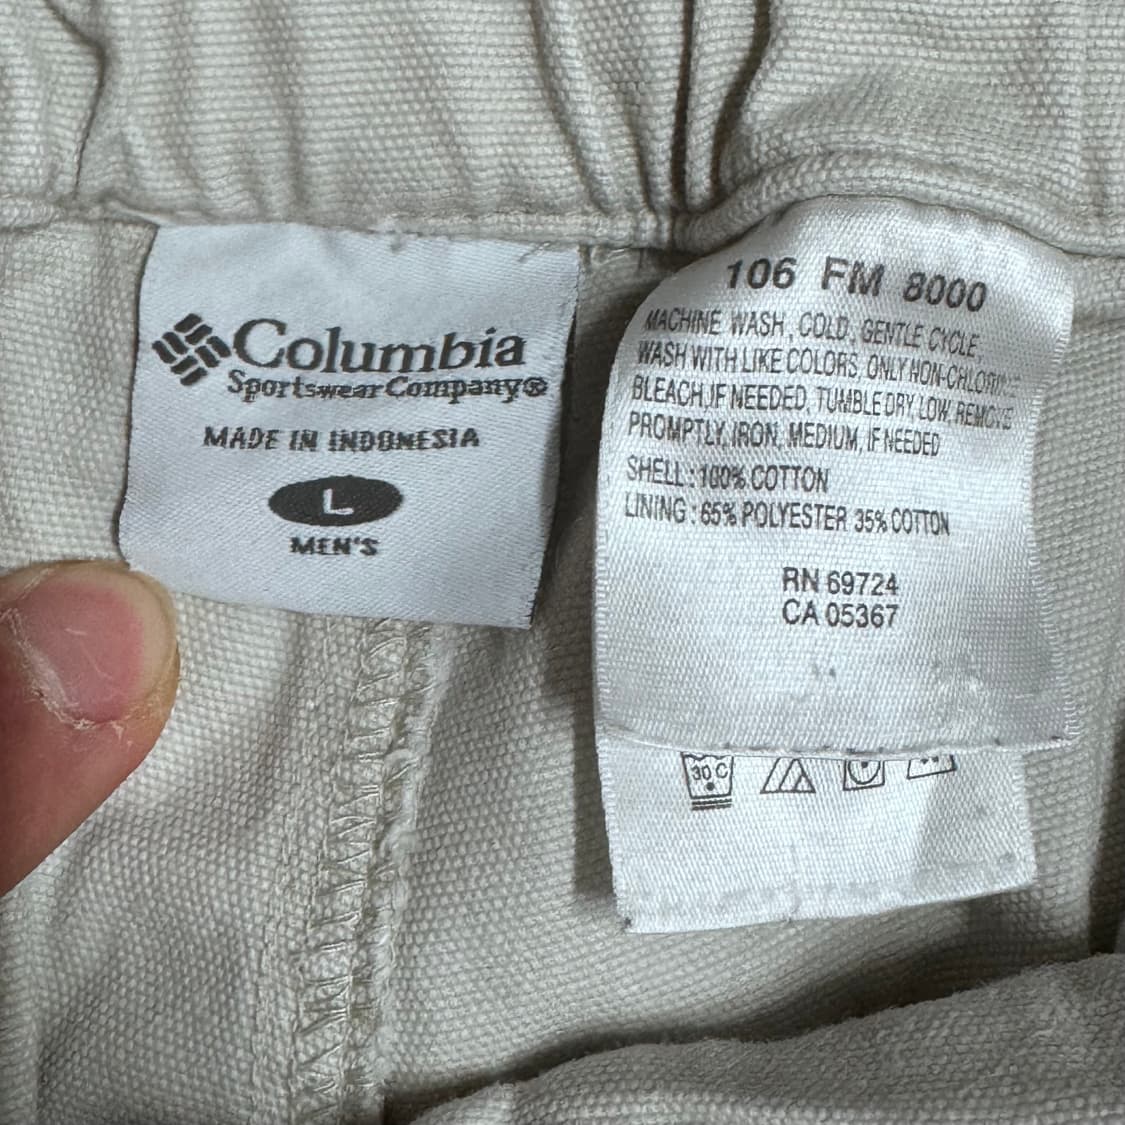 Columbia
Sportswear Company®
MADE IN INDONESIA
L
MEN'S
106 FM 8000
MACHINE WASH, COLD, GENTLE CYCLE,
WASH WITH LIKE COLORS, ONLY NON-CHLORINE
BLEACH, IF NEEDED, TUMBLE DRY, LOW, REMOVE
PROMPTLY, IRON, MEDIUM, IF NEEDED
SHELL : 100% COTTON
LINING : 65% POLYESTER 35% COTTON
RN 69724
CA 05367
30 C